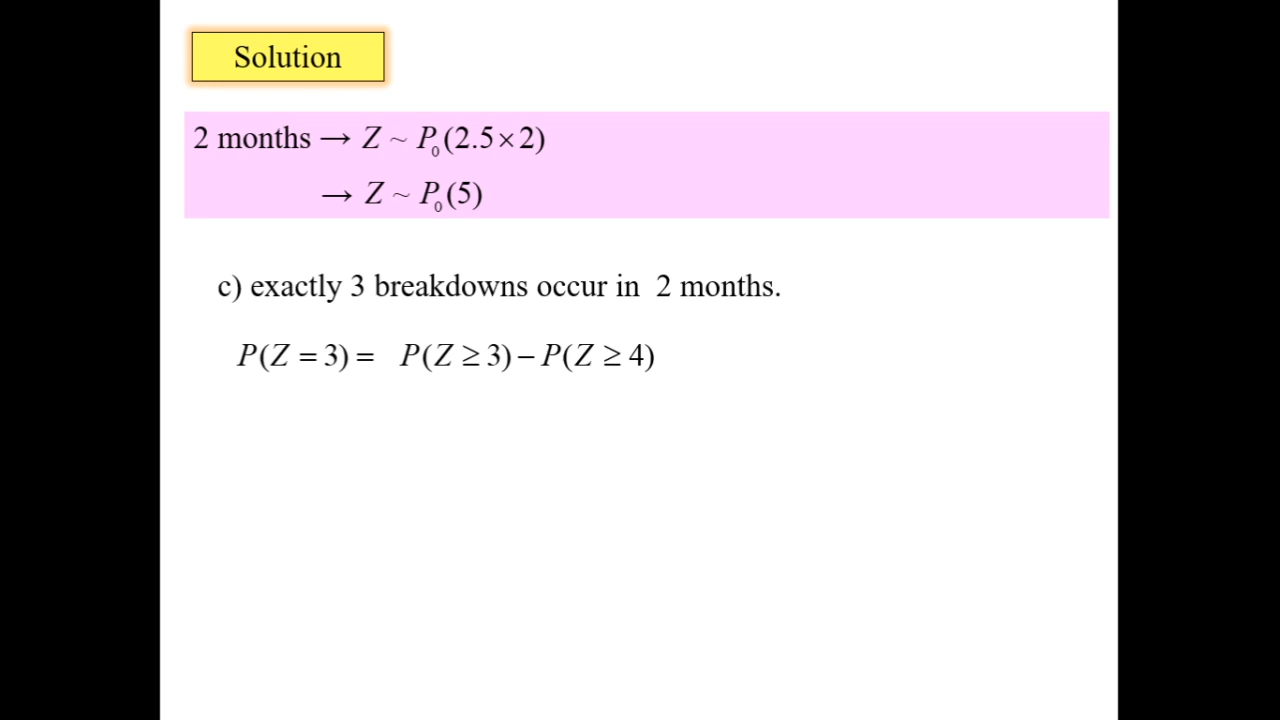 Solution
2 months → Z ~ P₀(2.5×2)
→ Z ~ P₀(5)
c) exactly 3 breakdowns occur in 2 months.
P(Z = 3) = P(Z ≥ 3) – P(Z ≥ 4)